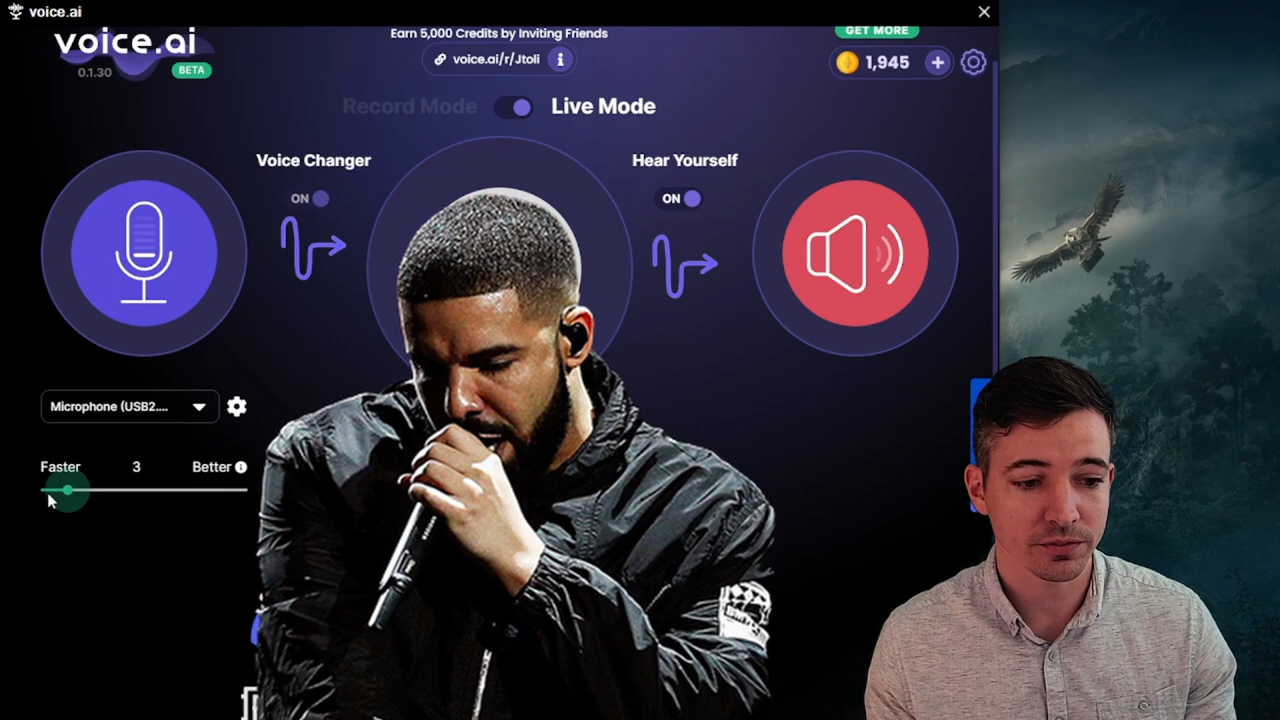 voice.ai
voice.ai
0.1.30
BETA
Earn 5,000 Credits by Inviting Friends
voice.ai/r/Jtoli
i
GET MORE
1,945
+
Record Mode
Live Mode
Voice Changer
ON
Hear Yourself
ON
Microphone (USB2....
Faster
3
Better
i